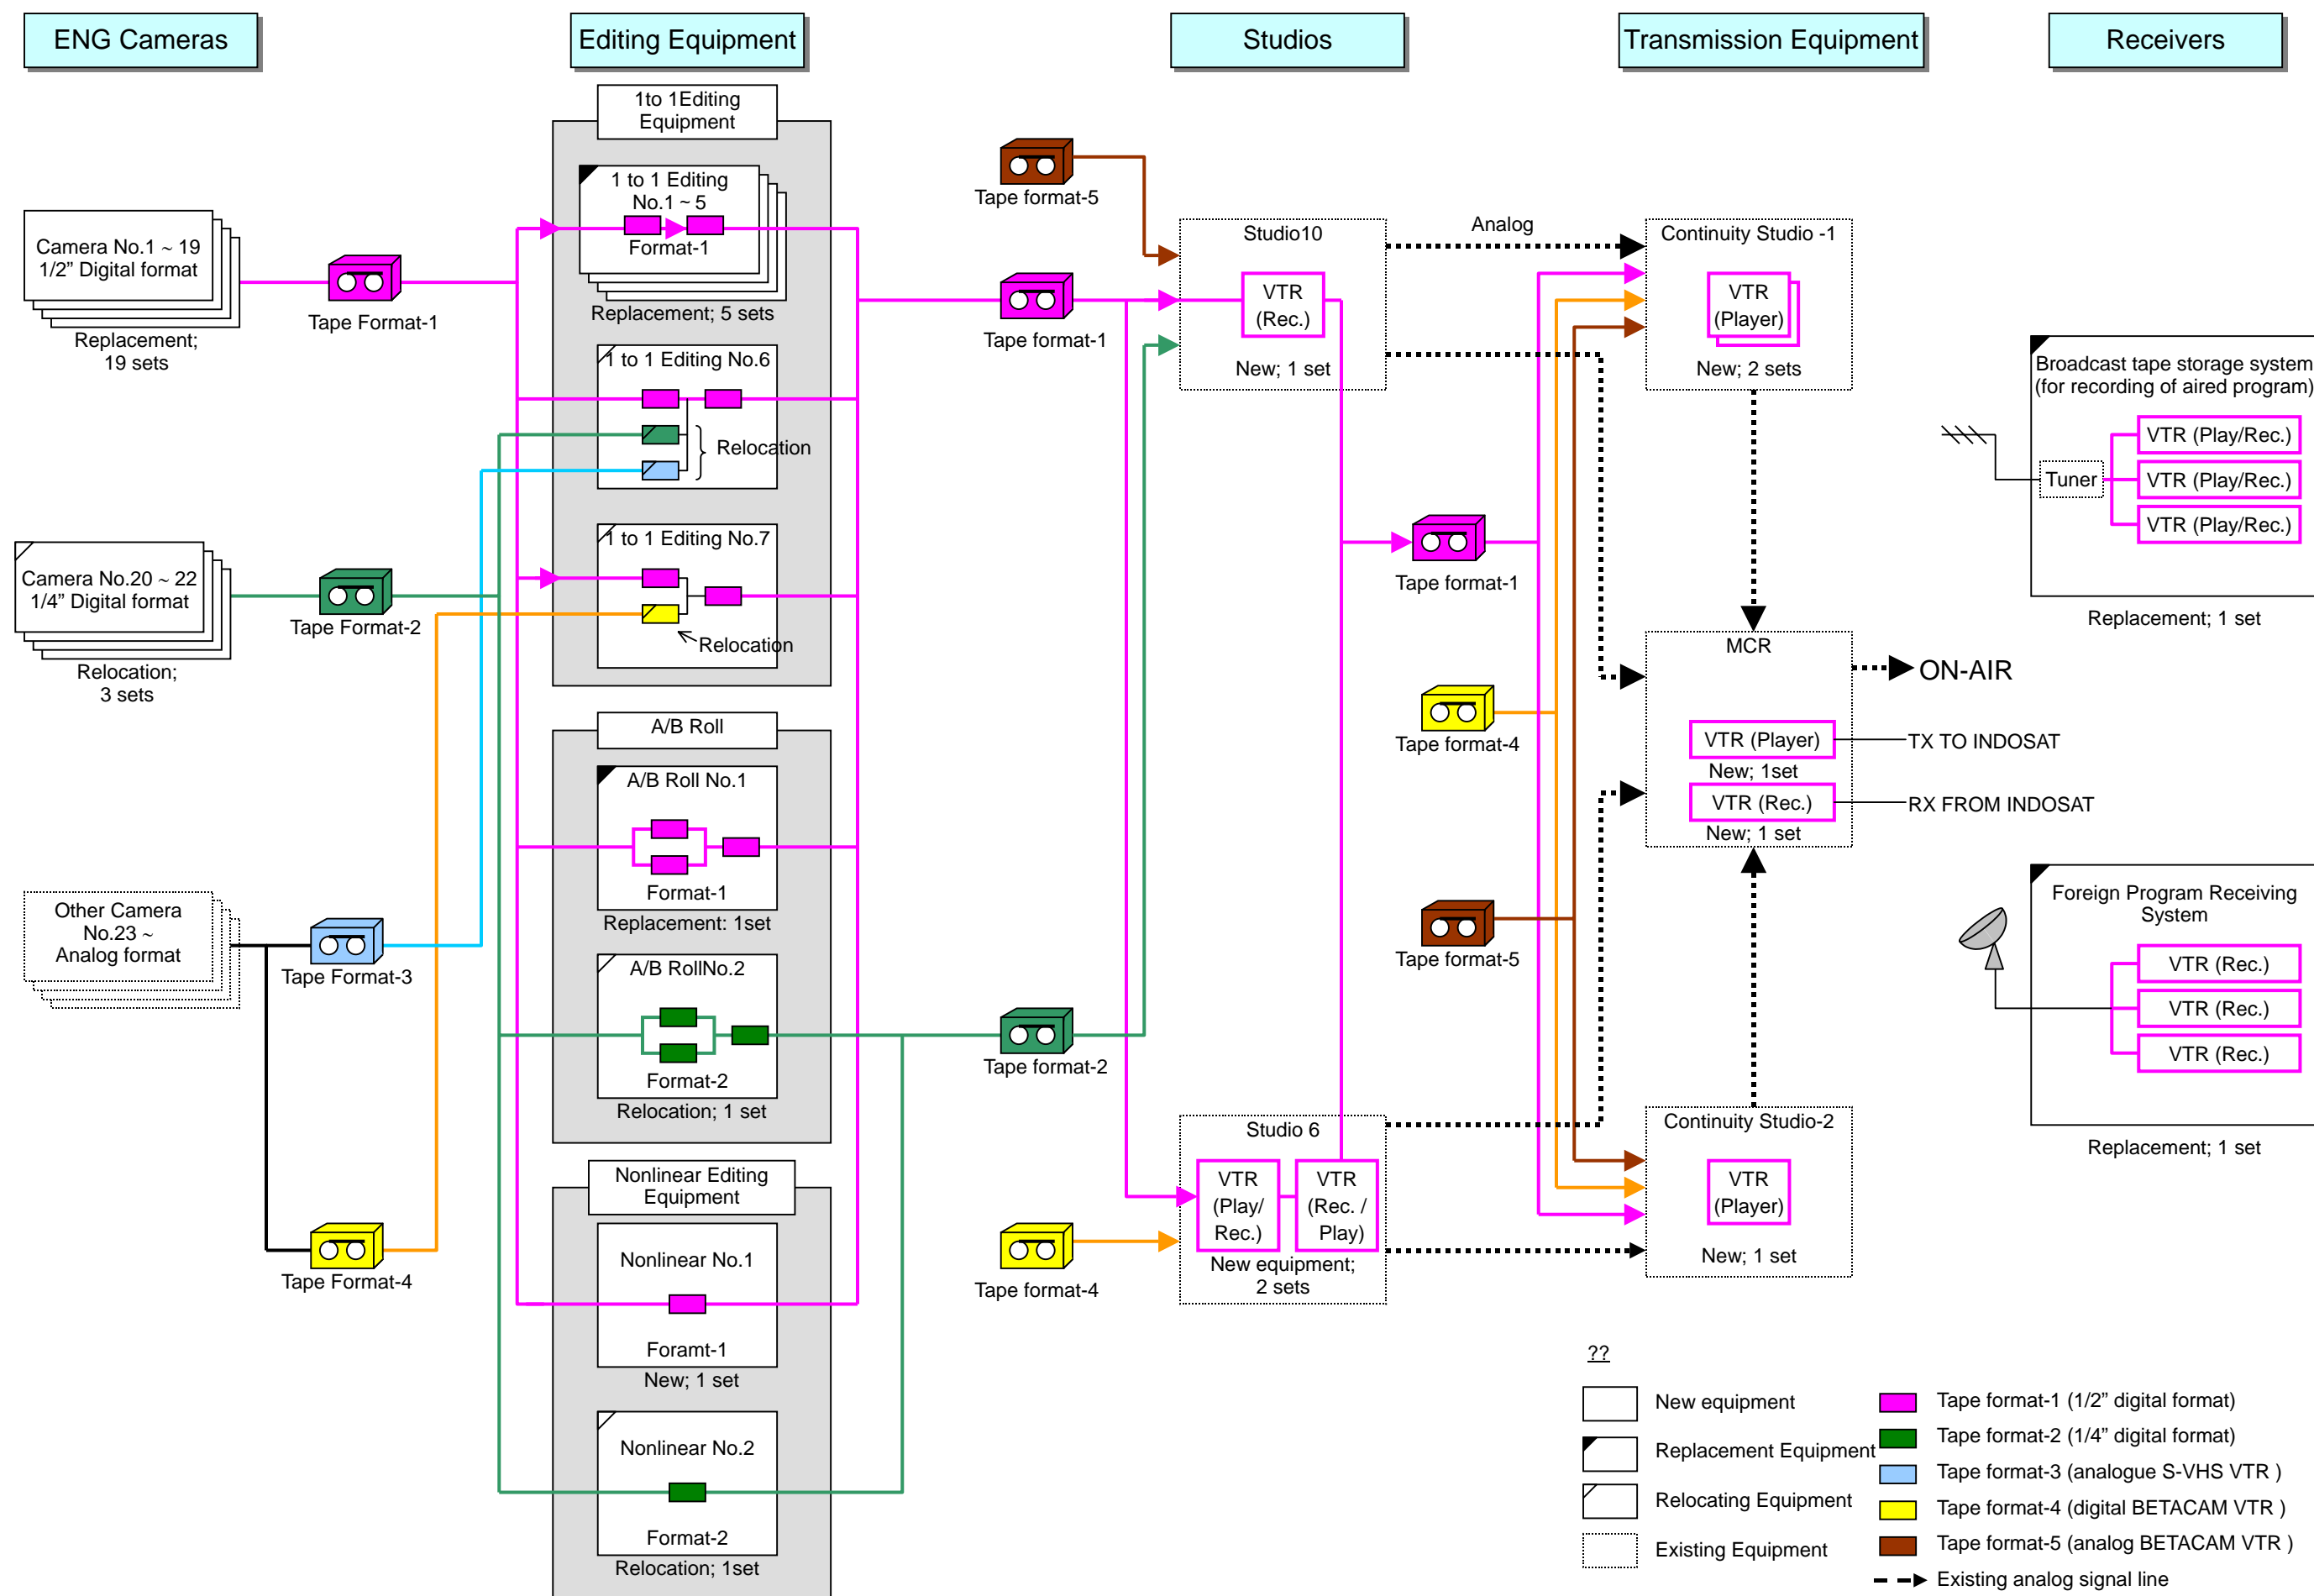 ENG Cameras
Editing Equipment
Studios
Transmission Equipment
Receivers
Camera No.1 ~ 19
1/2” Digital format
Replacement;
19 sets
Tape Format-1
Camera No.20 ~ 22
1/4” Digital format
Relocation;
3 sets
Tape Format-2
Other Camera
No.23 ~
Analog format
Tape Format-3
Tape Format-4
1to 1Editing
Equipment
1 to 1 Editing
No.1 ~ 5
Format-1
Replacement; 5 sets
1 to 1 Editing No.6
Relocation
1 to 1 Editing No.7
Relocation
A/B Roll
A/B Roll No.1
Format-1
Replacement: 1set
A/B RollNo.2
Format-2
Relocation; 1 set
Nonlinear Editing
Equipment
Nonlinear No.1
Foramt-1
New; 1 set
Nonlinear No.2
Format-2
Relocation; 1set
Tape format-5
Tape format-1
Tape format-2
Tape format-4
Studio10
VTR
(Rec.)
New; 1 set
Analog
Studio 6
VTR
(Play/
Rec.)
VTR
(Rec. /
Play)
New equipment;
2 sets
Tape format-1
Tape format-4
Tape format-5
Continuity Studio -1
VTR
(Player)
New; 2 sets
MCR
VTR (Player)
New; 1set
VTR (Rec.)
New; 1 set
ON-AIR
TX TO INDOSAT
RX FROM INDOSAT
Continuity Studio-2
VTR
(Player)
New; 1 set
Broadcast tape storage system
(for recording of aired program)
Tuner
VTR (Play/Rec.)
VTR (Play/Rec.)
VTR (Play/Rec.)
Replacement; 1 set
Foreign Program Receiving
System
VTR (Rec.)
VTR (Rec.)
VTR (Rec.)
Replacement; 1 set
??
New equipment
Replacement Equipment
Relocating Equipment
Existing Equipment
Tape format-1 (1/2” digital format)
Tape format-2 (1/4” digital format)
Tape format-3 (analogue S-VHS VTR )
Tape format-4 (digital BETACAM VTR )
Tape format-5 (analog BETACAM VTR )
Existing analog signal line